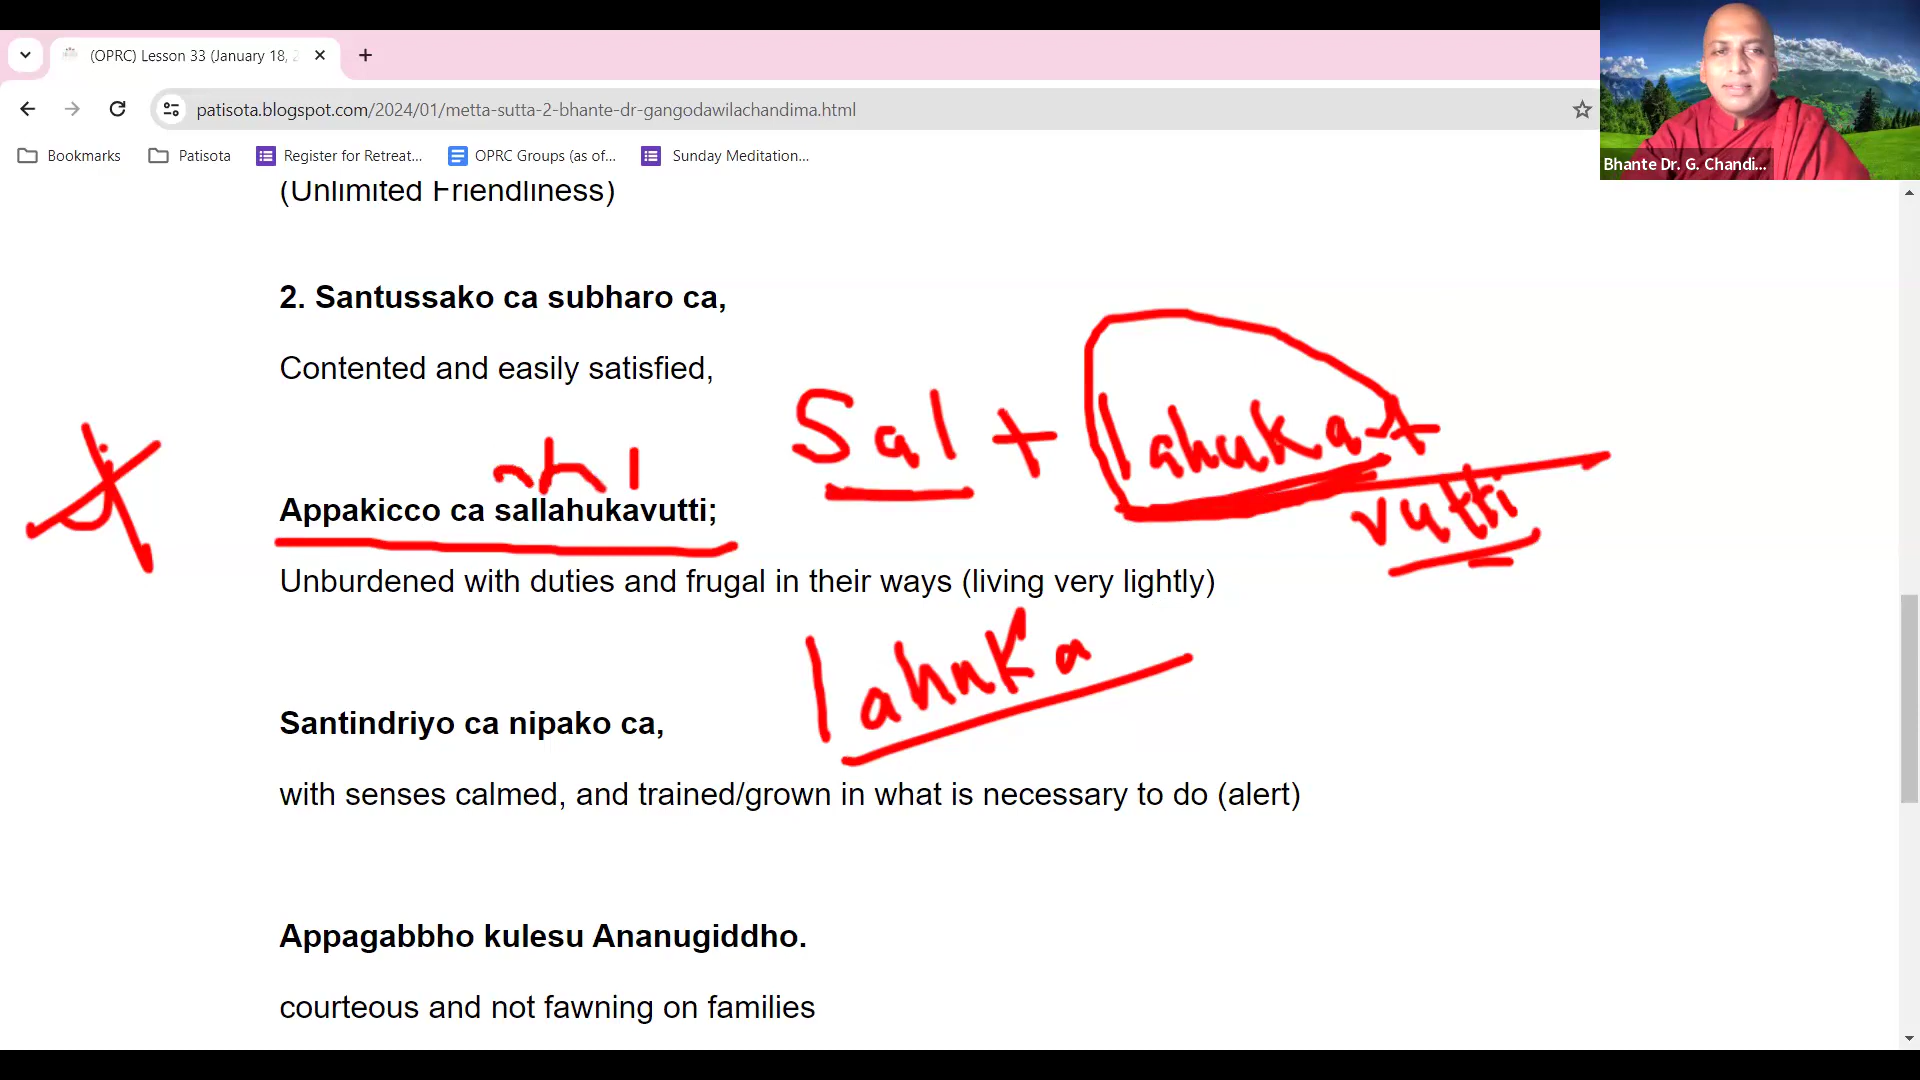 (OPRC) Lesson 33 (January 18, 2
patisota.blogspot.com/2024/01/metta-sutta-2-bhante-dr-gangodawilachandima.html
Bookmarks Patisota Register for Retreat... OPRC Groups (as of... Sunday Meditation...
Bhante Dr. G. Chandi...
(Unlimited Friendliness)
2. Santussako ca subharo ca,
Contented and easily satisfied,
Sal + lahuka +
vutti
Appakicco ca sallahukavutti;
Unburdened with duties and frugal in their ways (living very lightly)
lahuka
Santindriyo ca nipako ca,
with senses calmed, and trained/grown in what is necessary to do (alert)
Appagabbho kulesu Ananugiddho.
courteous and not fawning on families